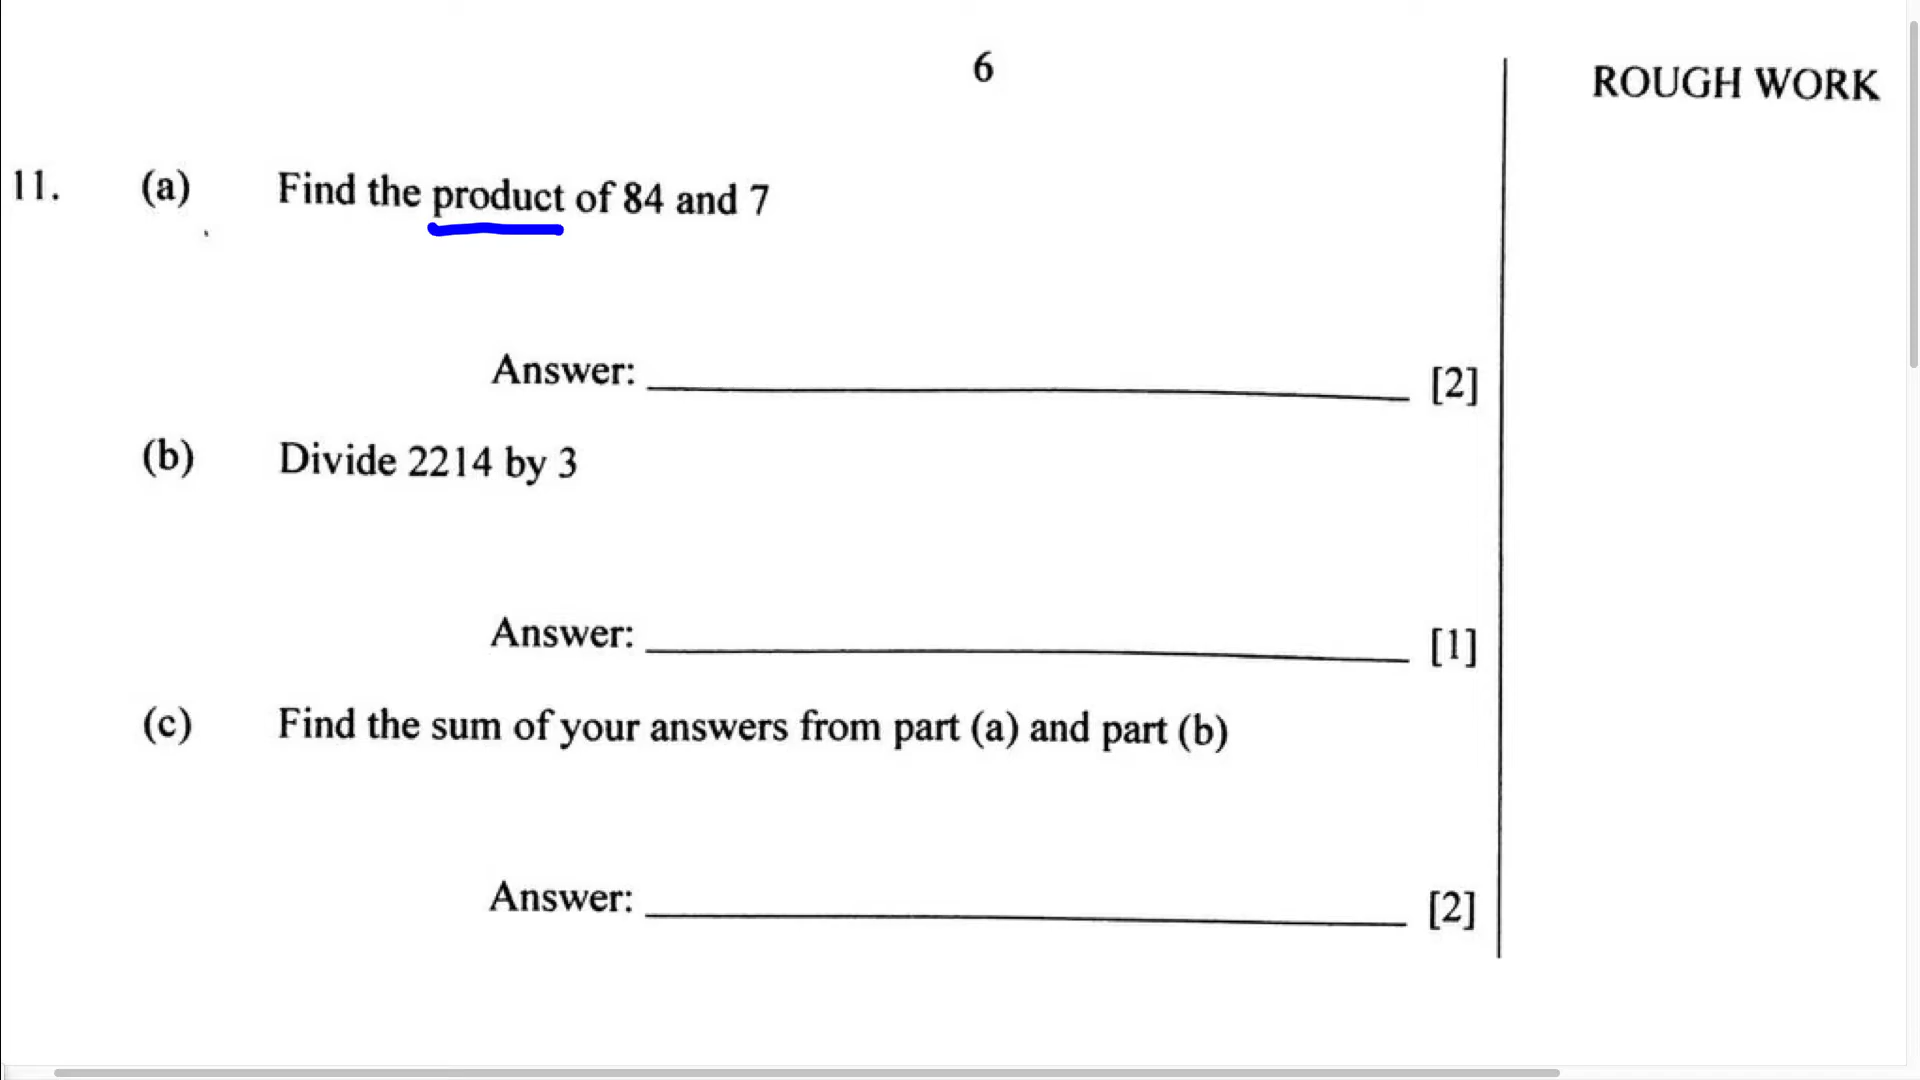 6
ROUGH WORK
11. (a) Find the product of 84 and 7
Answer: [2]
(b) Divide 2214 by 3
Answer: [1]
(c) Find the sum of your answers from part (a) and part (b)
Answer: [2]